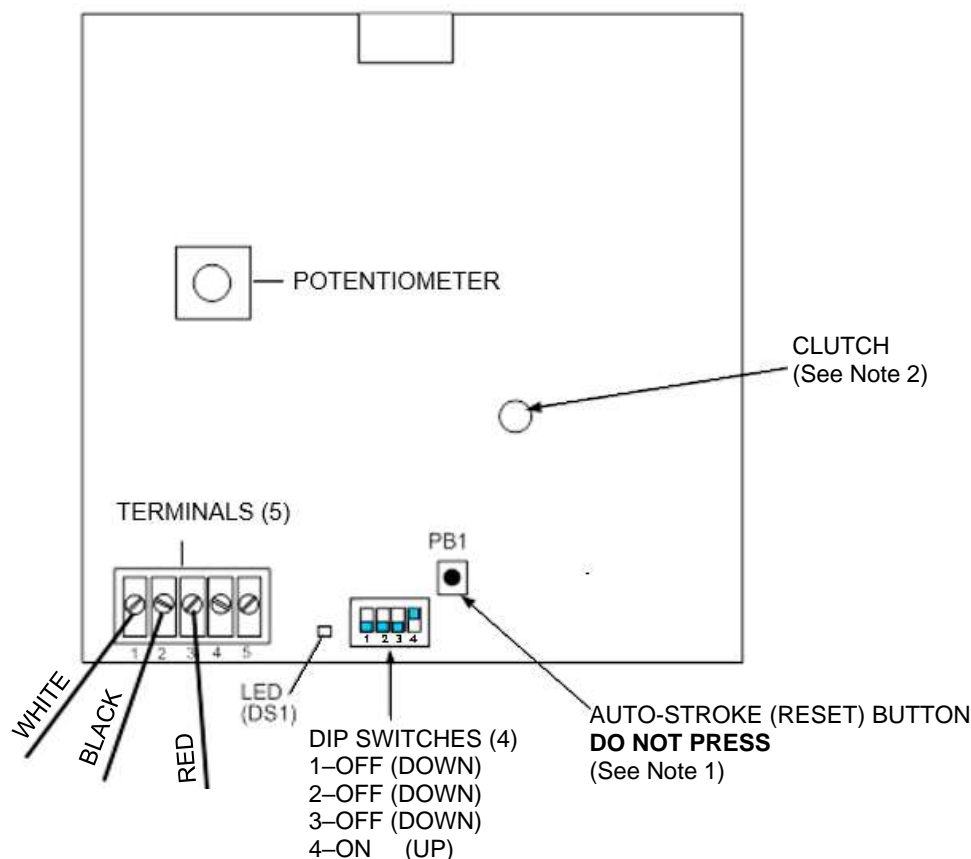 POTENTIOMETER
CLUTCH
(See Note 2)
TERMINALS (5)
PB1
1 2 3 4 5
1 2 3 4
WHITE
BLACK
RED
LED
(DS1)
DIP SWITCHES (4)
1–OFF (DOWN)
2–OFF (DOWN)
3–OFF (DOWN)
4–ON (UP)
AUTO-STROKE (RESET) BUTTON
DO NOT PRESS
(See Note 1)